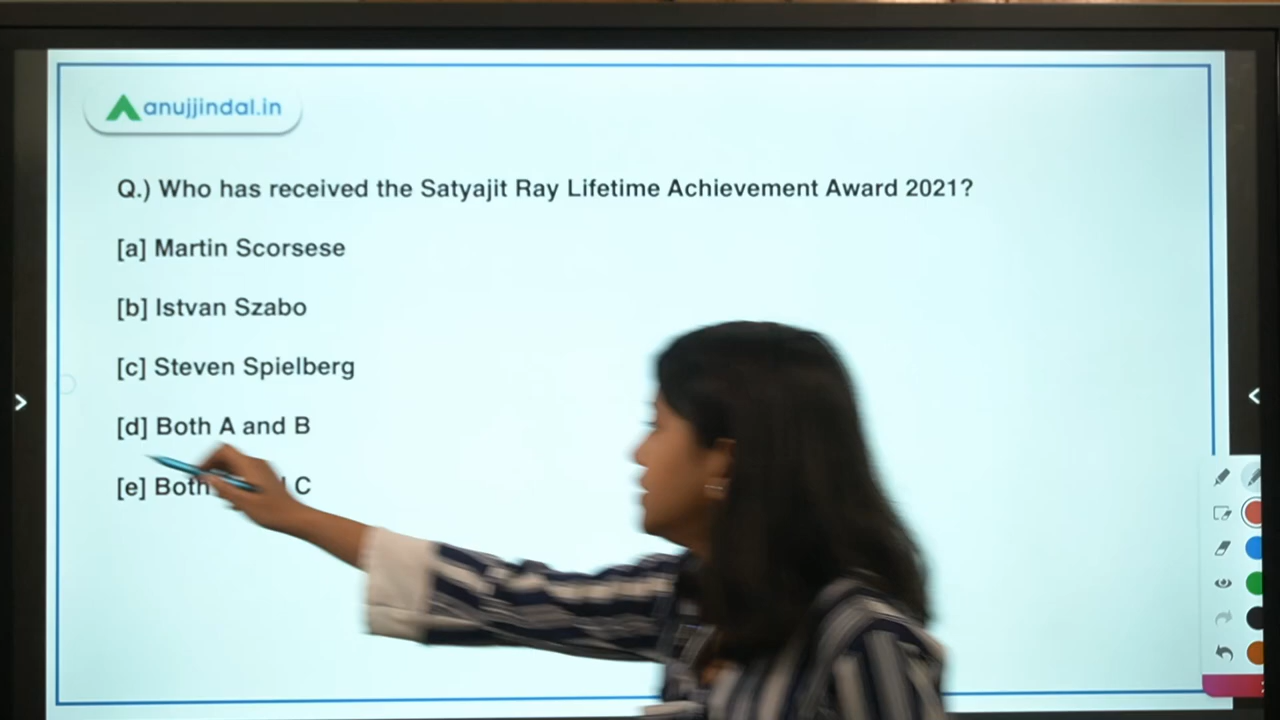 anujjindal.in
Q.) Who has received the Satyajit Ray Lifetime Achievement Award 2021?
[a] Martin Scorsese
[b] Istvan Szabo
[c] Steven Spielberg
[d] Both A and B
[e] Both C